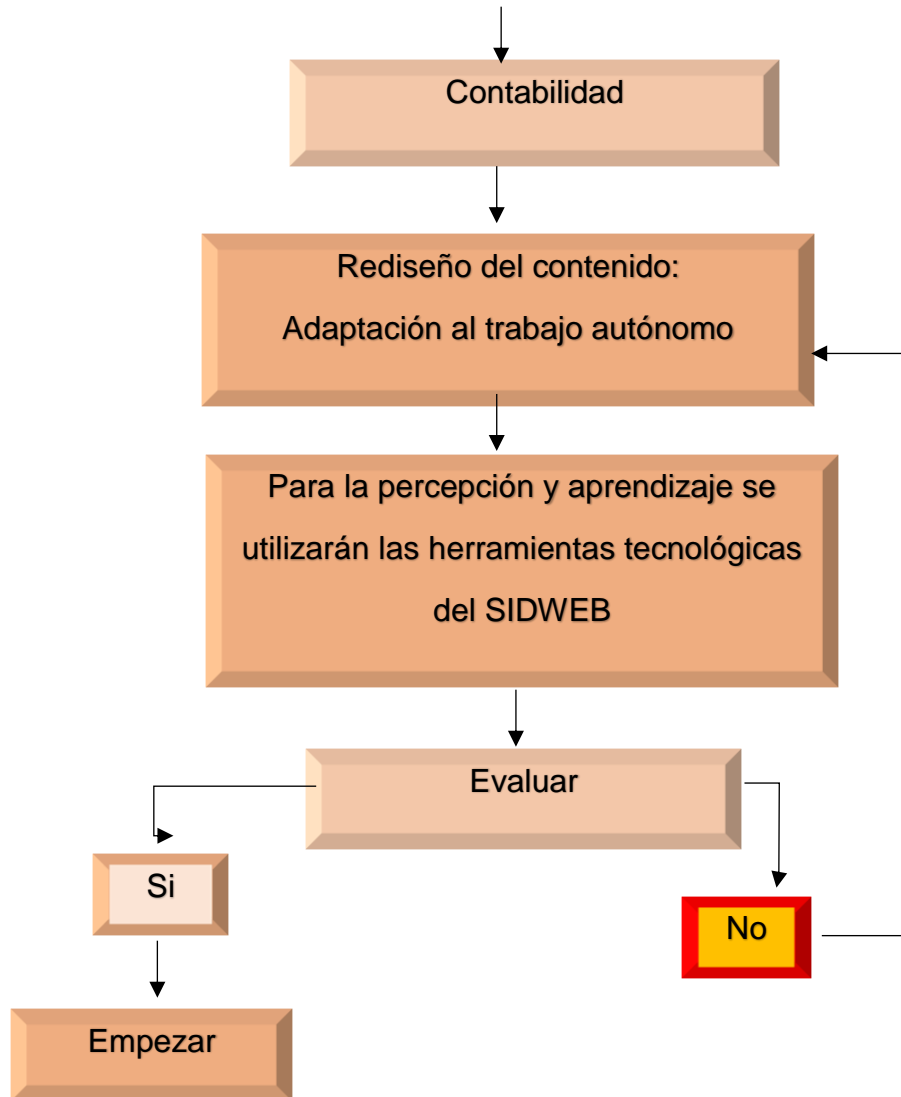 Contabilidad
Rediseño del contenido:
Adaptación al trabajo autónomo
Para la percepción y aprendizaje se
utilizarán las herramientas tecnológicas
del SIDWEB
Evaluar
Si
No
Empezar